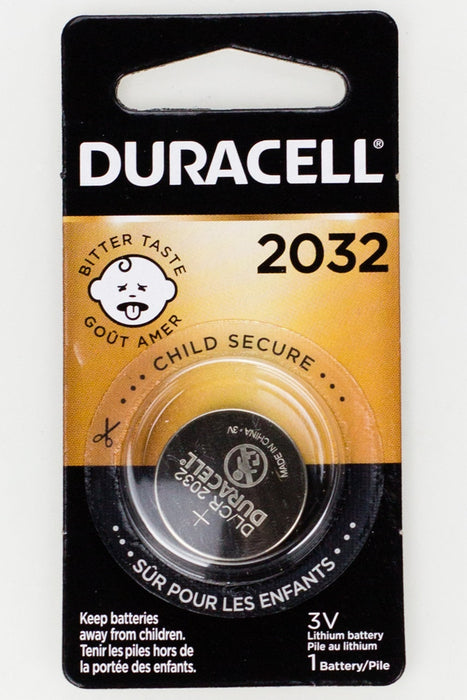 DURACELL®
2032
BITTER TASTE
GOÛT AMER
CHILD SECURE
MADE IN CHINA • 3V
DURACELL®
DL/CR 2032
+
SÛR POUR LES ENFANTS
Keep batteries
away from children.
Tenir les piles hors de
la portée des enfants.
3V
Lithium battery
Pile au lithium
1 Battery/Pile